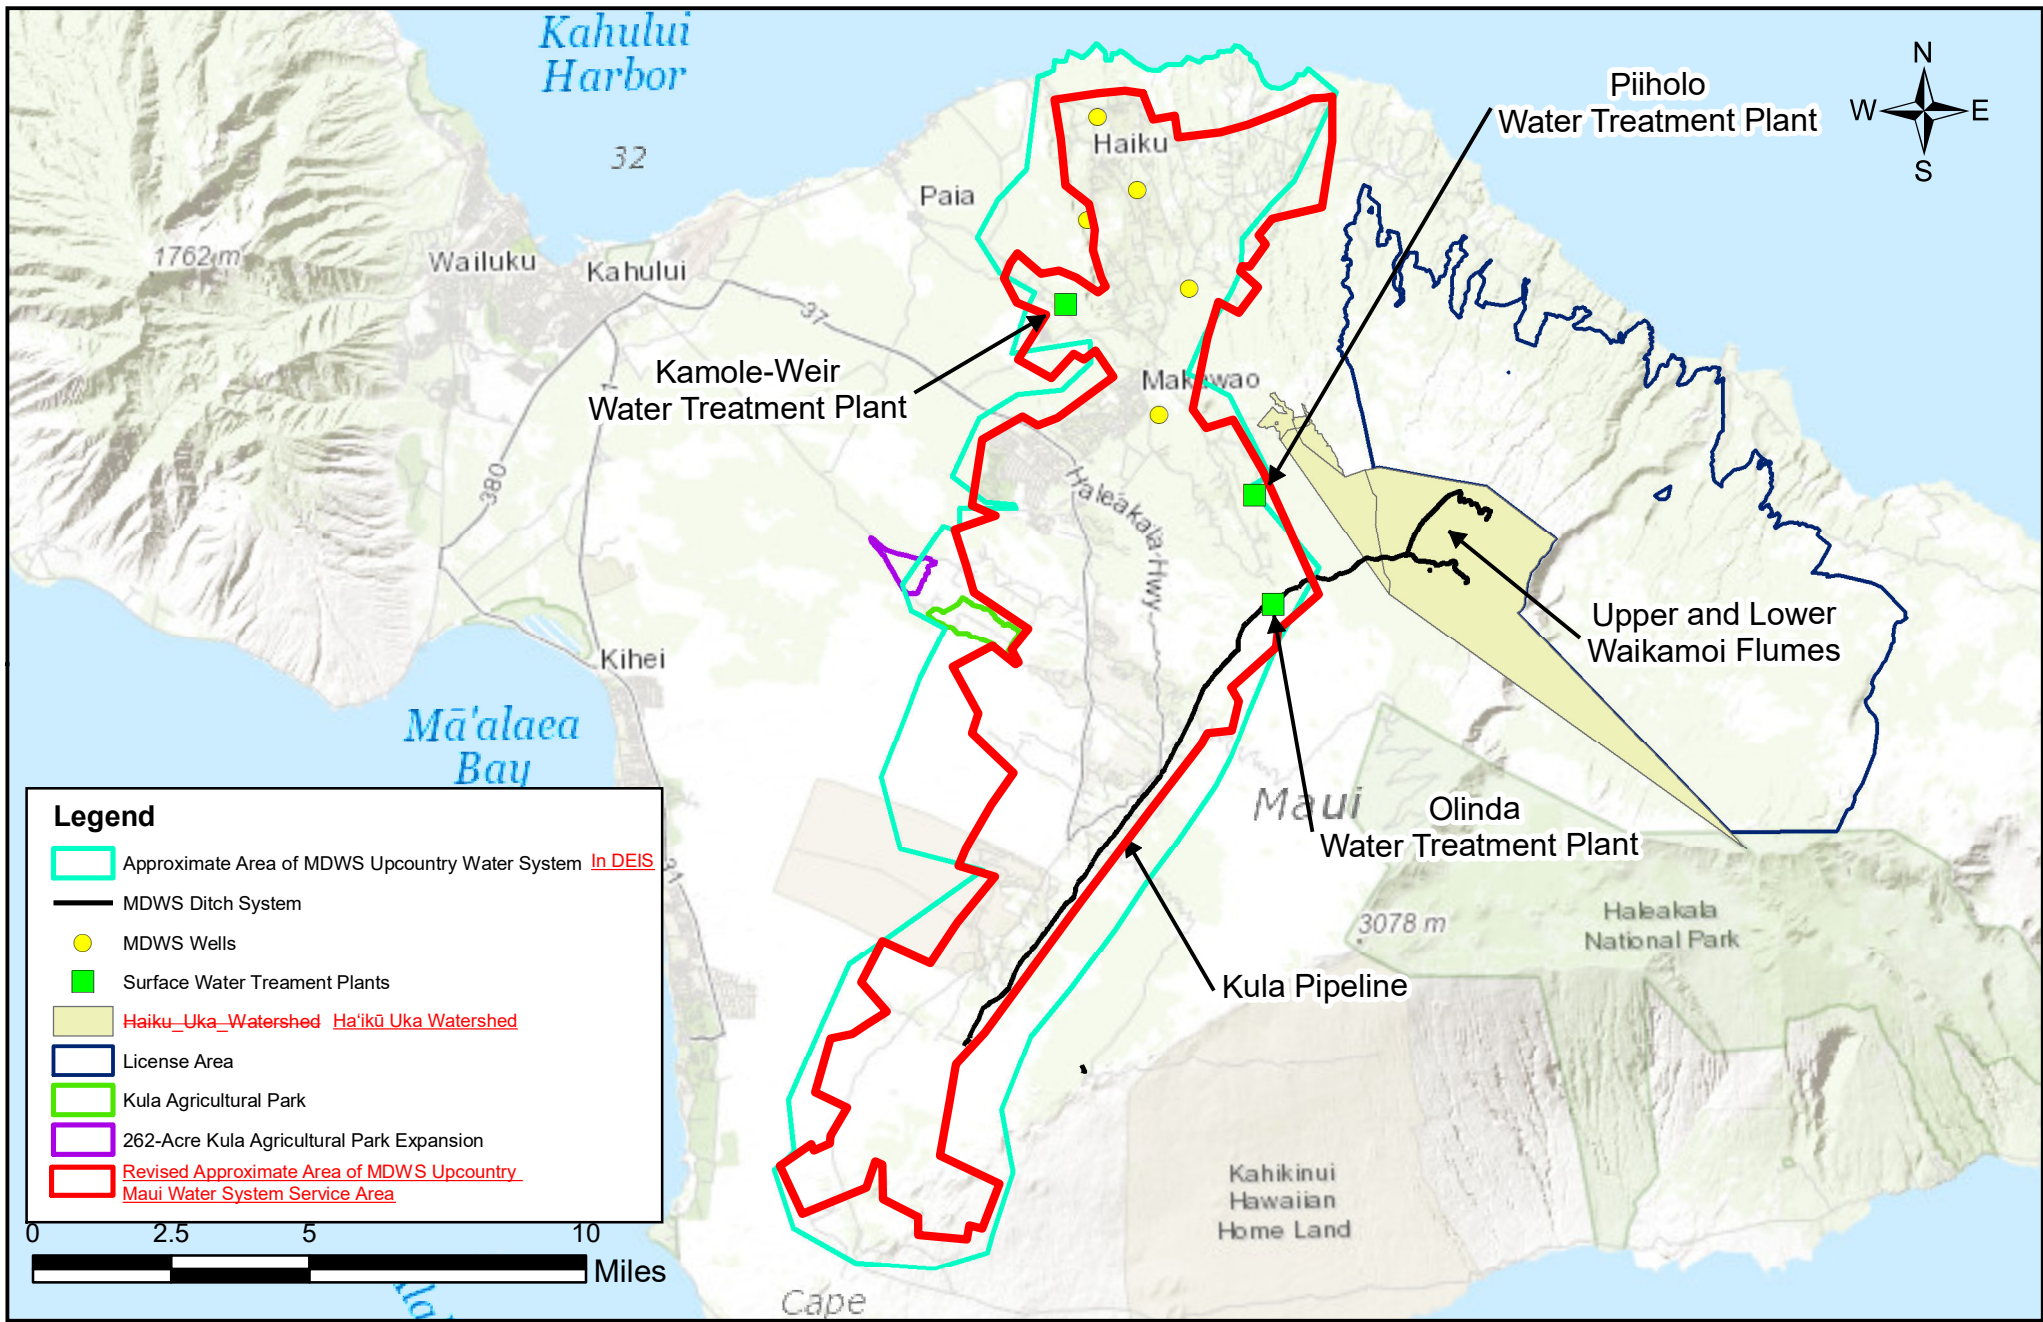 Kahului
Harbor
N
W E
S
Piiholo
Water Treatment Plant
32
Haiku
Paia
1762 m
Wailuku
Kahului
37
Kamole-Weir
Water Treatment Plant
Makawao
380
Haleakala Hwy
Upper and Lower
Waikamoi Flumes
Kihei
Mā'alaea
Bay
Maui
Olinda
Water Treatment Plant
3078 m
Haleakala
National Park
Kula Pipeline
Kahikinui
Hawaiian
Home Land
Cape
31
Legend
Approximate Area of MDWS Upcountry Water System In DEIS
MDWS Ditch System
MDWS Wells
Surface Water Treament Plants
Haiku_Uka_Watershed Haʻikū Uka Watershed
License Area
Kula Agricultural Park
262-Acre Kula Agricultural Park Expansion
Revised Approximate Area of MDWS Upcountry
Maui Water System Service Area
0 2.5 5 10
Miles